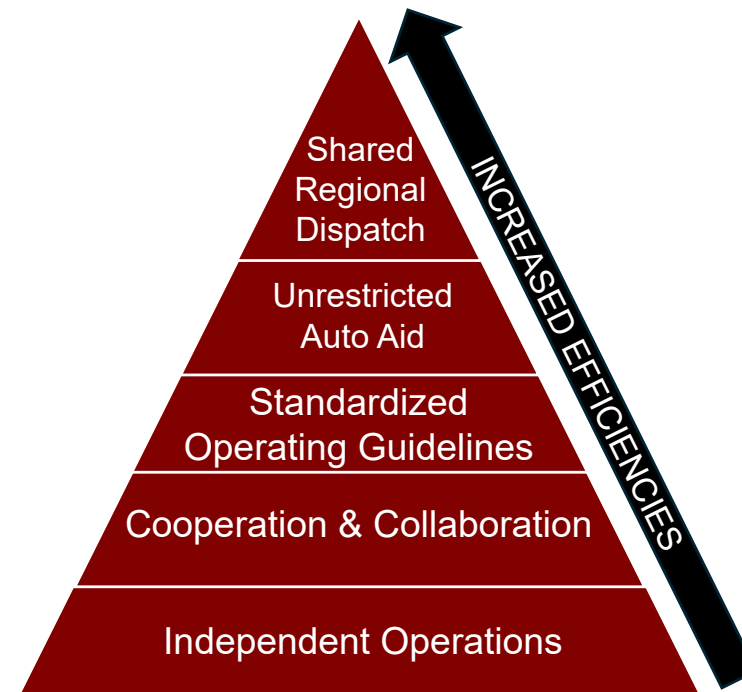 Shared
Regional
Dispatch
Unrestricted
Auto Aid
Standardized
Operating Guidelines
Cooperation & Collaboration
Independent Operations
INCREASED EFFICIENCIES